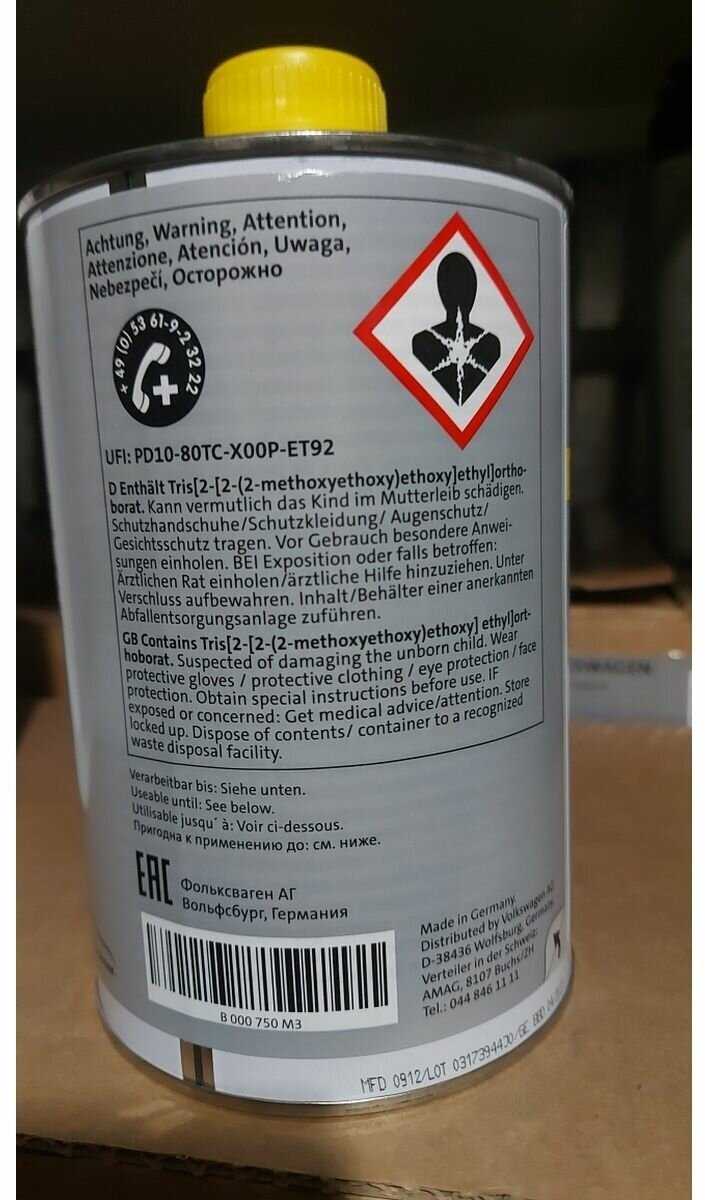 Achtung, Warning, Attention,
Attenzione, Atención, Uwaga,
Nebezpečí, Осторожно
+49 (0) 53 61-9-2 32 22
UFI: PD10-80TC-X00P-ET92
D Enthält Tris[2-[2-(2-methoxyethoxy)ethoxy]ethyl]ortho-
borat. Kann vermutlich das Kind im Mutterleib schädigen.
Schutzhandschuhe/Schutzkleidung/ Augenschutz/
Gesichtsschutz tragen. Vor Gebrauch besondere Anwei-
sungen einholen. BEI Exposition oder falls betroffen:
Ärztlichen Rat einholen/ärztliche Hilfe hinzuziehen. Unter
Verschluss aufbewahren. Inhalt/Behälter einer anerkannten
Abfallentsorgungsanlage zuführen.
GB Contains Tris[2-[2-(2-methoxyethoxy)ethoxy] ethyl]ort-
hoborat. Suspected of damaging the unborn child. Wear
protective gloves / protective clothing / eye protection / face
protection. Obtain special instructions before use. IF
exposed or concerned: Get medical advice/attention. Store
locked up. Dispose of contents/ container to a recognized
waste disposal facility.
Verarbeitbar bis: Siehe unten.
Useable until: See below.
Utilisable jusqu´ à: Voir ci-dessous.
Пригодна к применению до: см. ниже.
EAC
Фольксваген АГ
Вольфсбург, Германия
Made in Germany.
Distributed by Volkswagen AG
D-38436 Wolfsburg, Germany.
Verteiler in der Schweiz:
AMAG, 8107 Buchs/ZH
Tel.: 044 846 11 11
B 000 750 M3
MFD 0912/LOT 0317394400/GE BBD